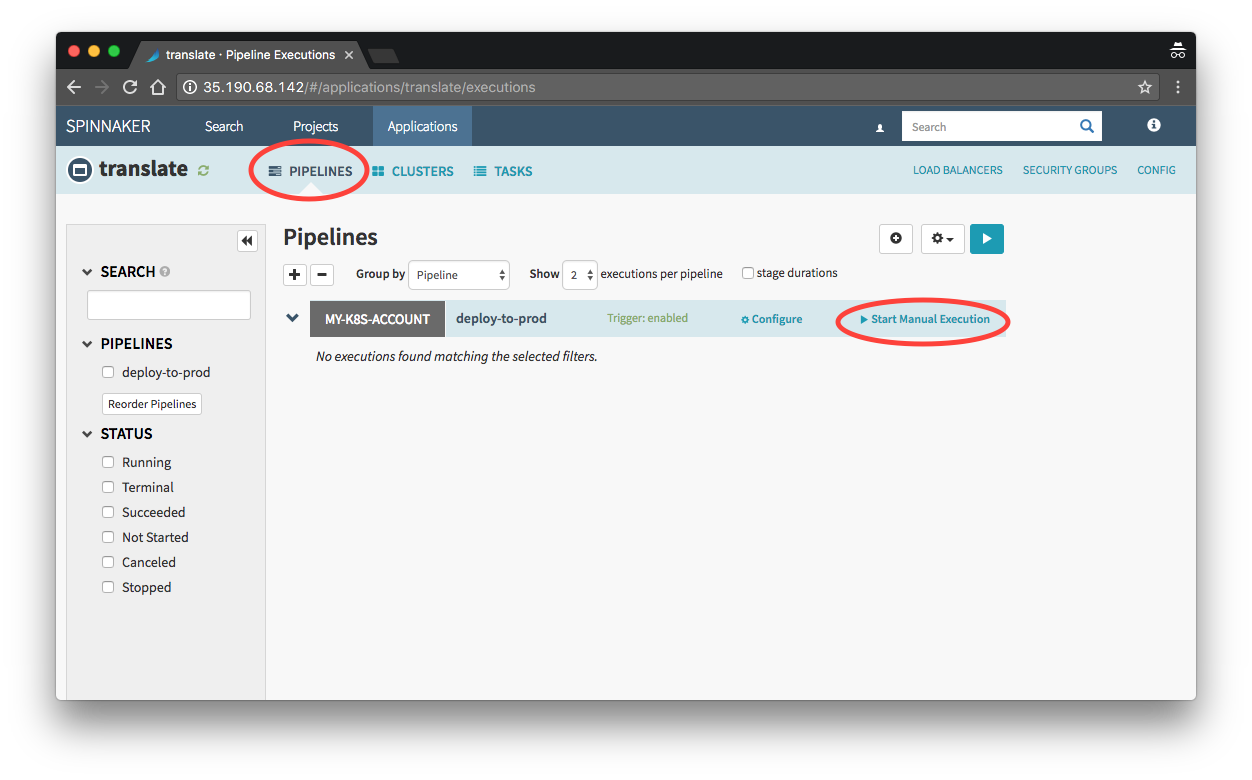 translate · Pipeline Executions
35.190.68.142/#/applications/translate/executions
SPINNAKER Search Projects Applications Search
translate PIPELINES CLUSTERS TASKS LOAD BALANCERS SECURITY GROUPS CONFIG
Pipelines
SEARCH
Group by Pipeline Show 2 executions per pipeline stage durations
MY-K8S-ACCOUNT deploy-to-prod Trigger: enabled Configure Start Manual Execution
No executions found matching the selected filters.
PIPELINES
deploy-to-prod
Reorder Pipelines
STATUS
Running
Terminal
Succeeded
Not Started
Canceled
Stopped